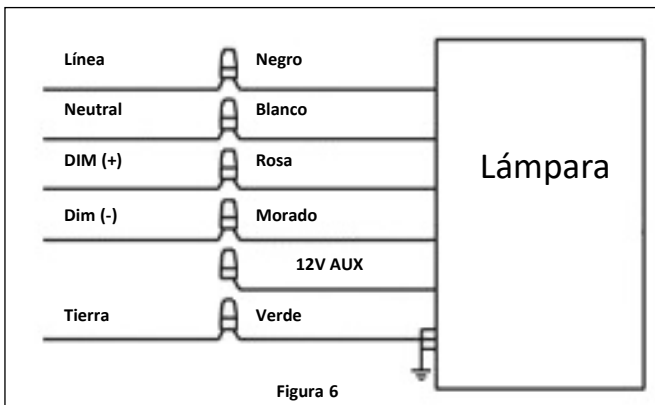 Línea Negro
Neutral Blanco
DIM (+) Rosa
Lámpara
Dim (-) Morado
12V AUX
Tierra Verde
Figura 6